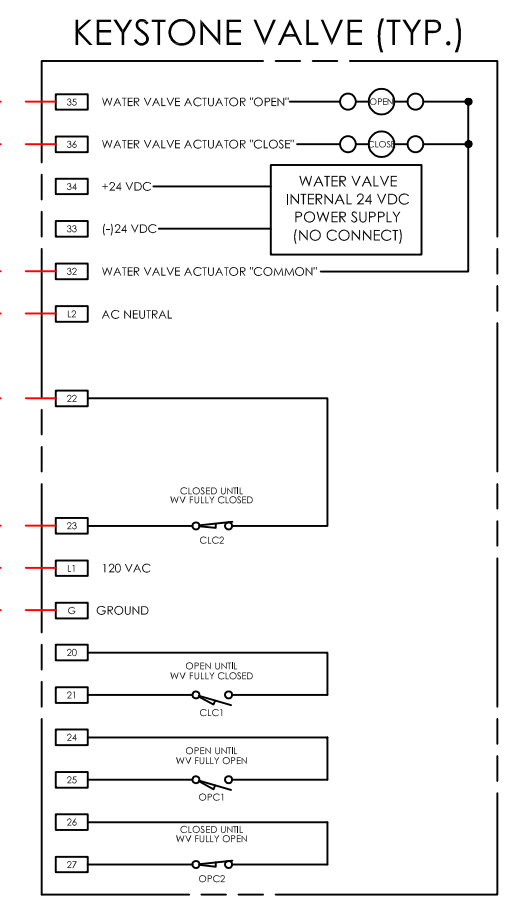 KEYSTONE VALVE (TYP.)
35 WATER VALVE ACTUATOR "OPEN" OPEN
36 WATER VALVE ACTUATOR "CLOSE" CLOSE
34 +24 VDC
33 (-)24 VDC
WATER VALVE
INTERNAL 24 VDC
POWER SUPPLY
(NO CONNECT)
32 WATER VALVE ACTUATOR "COMMON"
L2 AC NEUTRAL
22
CLOSED UNTIL
WV FULLY CLOSED
23
CLC2
L1 120 VAC
G GROUND
20
OPEN UNTIL
WV FULLY CLOSED
21
CLC1
24
OPEN UNTIL
WV FULLY OPEN
25
OPC1
26
CLOSED UNTIL
WV FULLY OPEN
27
OPC2